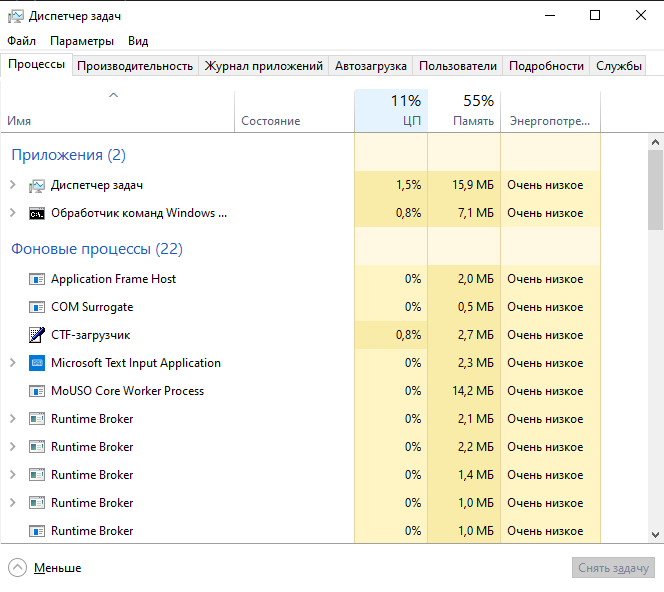 Диспетчер задач
Файл Параметры Вид
Процессы Производительность Журнал приложений Автозагрузка Пользователи Подробности Службы
11% 55%
Имя Состояние ЦП Память Энергопотре...
Приложения (2)
Диспетчер задач 1,5% 15,9 МБ Очень низкое
Обработчик команд Windows ... 0,8% 7,1 МБ Очень низкое
Фоновые процессы (22)
Application Frame Host 0% 2,0 МБ Очень низкое
COM Surrogate 0% 0,5 МБ Очень низкое
CTF-загрузчик 0,8% 2,7 МБ Очень низкое
Microsoft Text Input Application 0% 2,3 МБ Очень низкое
MoUSO Core Worker Process 0% 14,2 МБ Очень низкое
Runtime Broker 0% 2,1 МБ Очень низкое
Runtime Broker 0% 2,2 МБ Очень низкое
Runtime Broker 0% 1,4 МБ Очень низкое
Runtime Broker 0% 1,0 МБ Очень низкое
Runtime Broker 0% 1,0 МБ Очень низкое
Меньше Снять задачу